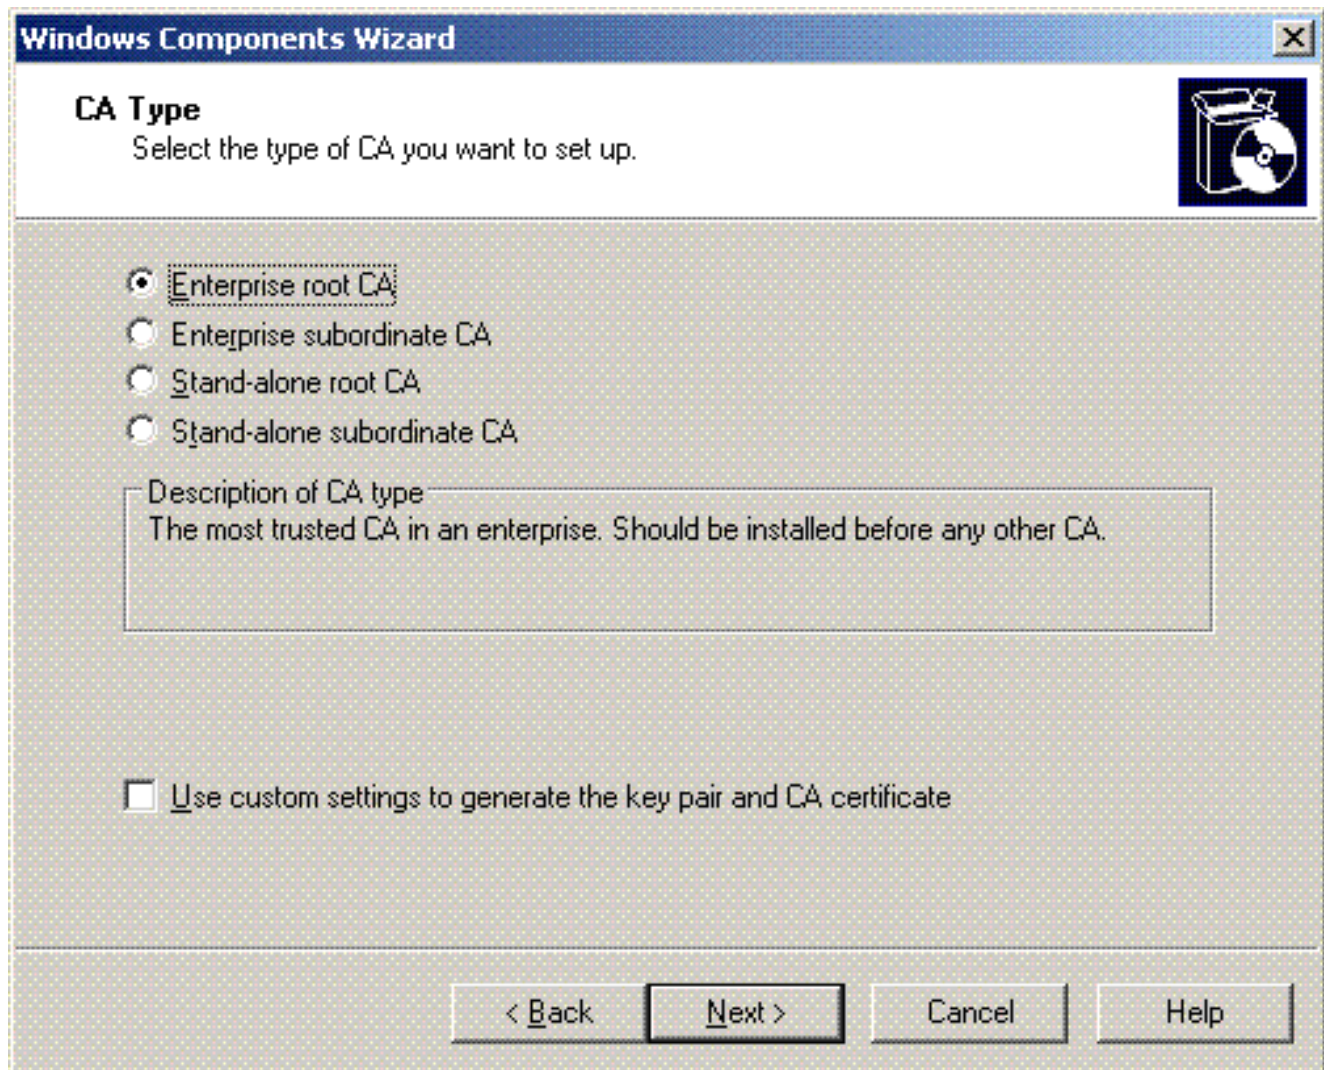 Windows Components Wizard
CA Type
Select the type of CA you want to set up.
Enterprise root CA
Enterprise subordinate CA
Stand-alone root CA
Stand-alone subordinate CA
Description of CA type
The most trusted CA in an enterprise. Should be installed before any other CA.
Use custom settings to generate the key pair and CA certificate
< Back Next > Cancel Help